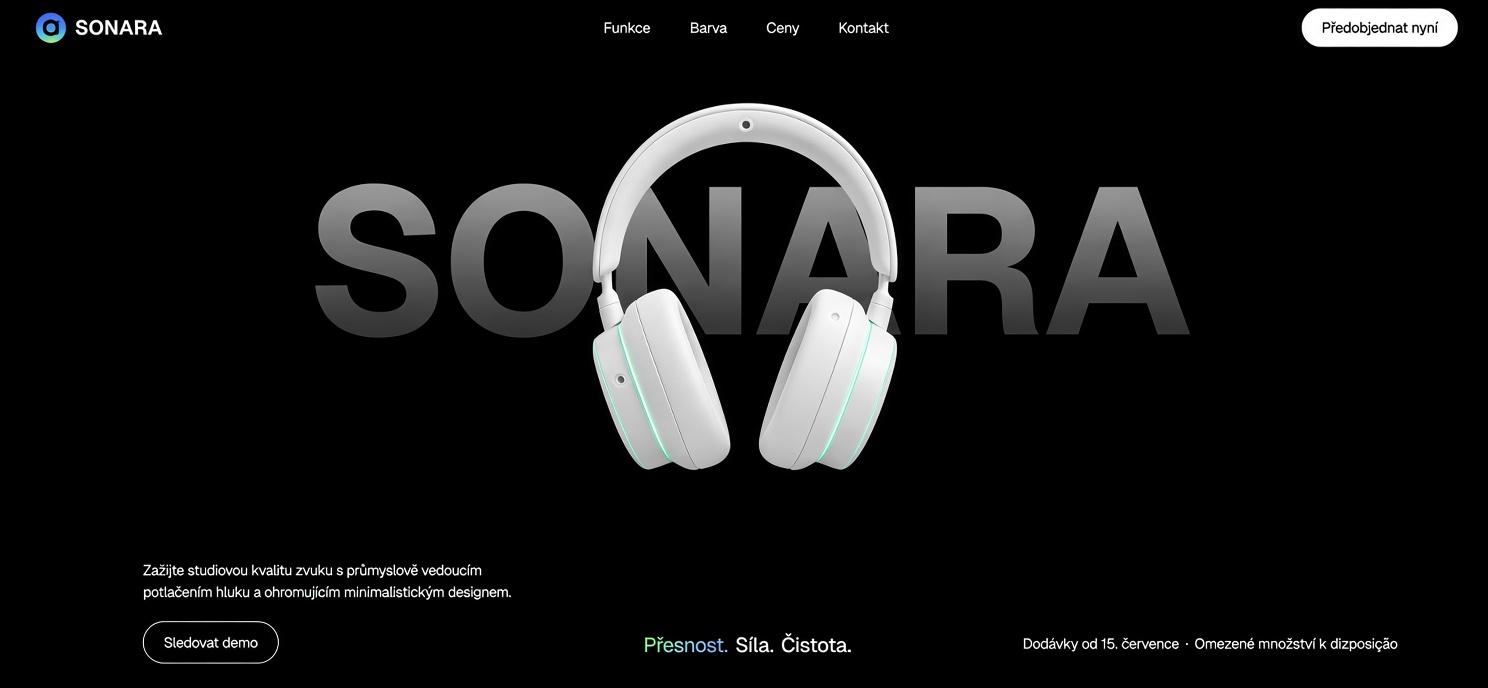 SONARA
Funkce
Barva
Ceny
Kontakt
Předobjednat nyní
SONARA
Zažijte studiovou kvalitu zvuku s průmyslově vedoucím
potlačením hluku a ohromujícím minimalistickým designem.
Sledovat demo
Přesnost. Síla. Čistota.
Dodávky od 15. července · Omezené množství k dizposição